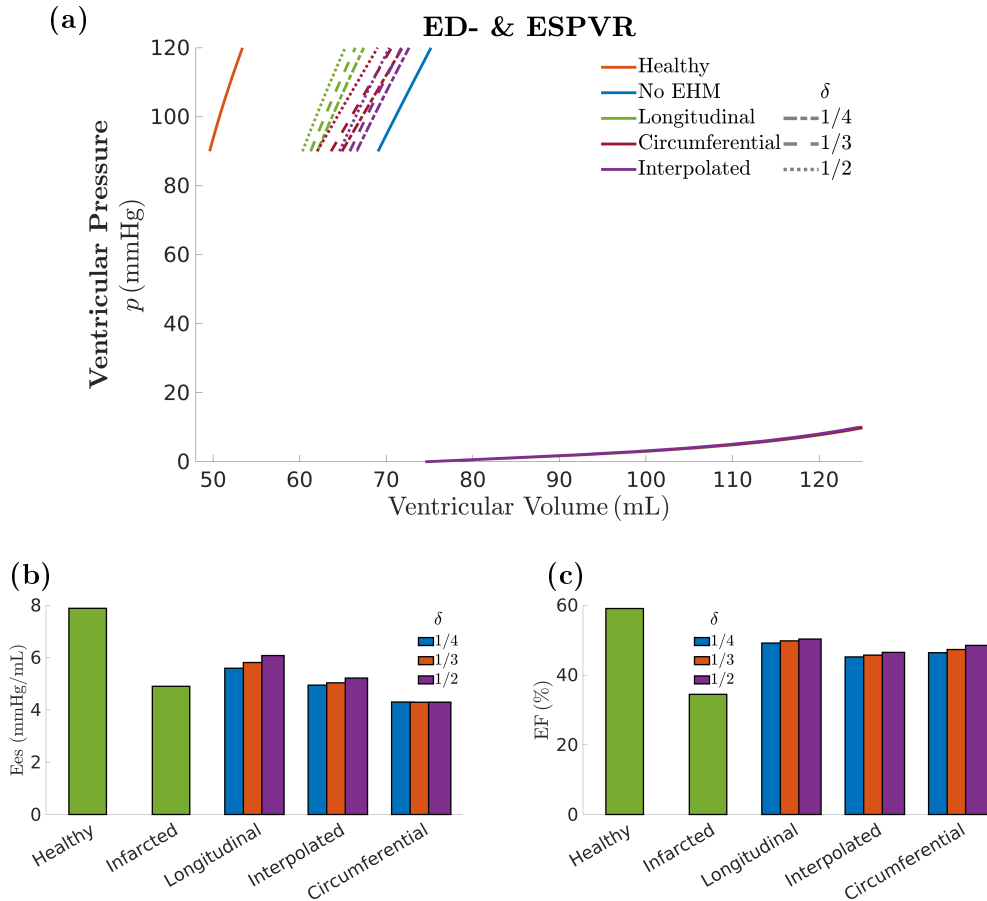 (a)
ED- & ESPVR
Ventricular Pressure
p (mmHg)
120
100
80
60
40
20
0
50 60 70 80 90 100 110 120
Ventricular Volume (mL)
Healthy
No EHM δ
Longitudinal 1/4
Circumferential 1/3
Interpolated 1/2
(b)
Ees (mmHg/mL)
8
6
4
2
0
δ
1/4
1/3
1/2
Healthy
Infarcted
Longitudinal
Interpolated
Circumferential
(c)
EF (%)
60
40
20
0
δ
1/4
1/3
1/2
Healthy
Infarcted
Longitudinal
Interpolated
Circumferential